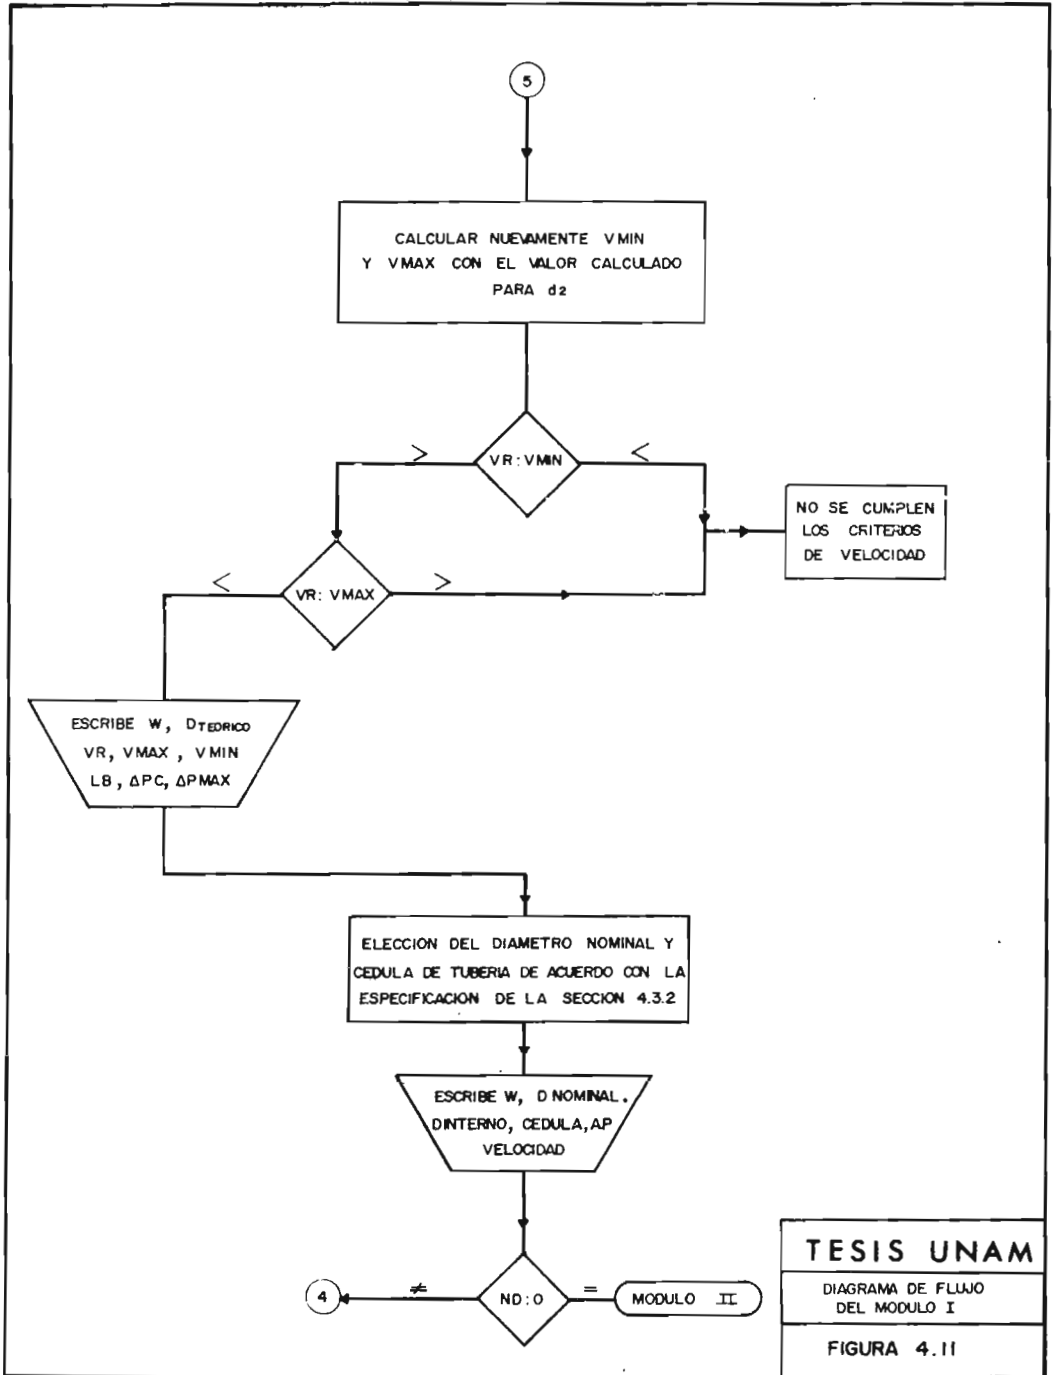 5
CALCULAR NUEVAMENTE VMIN
Y VMAX CON EL VALOR CALCULADO
PARA d2
> VR:VMIN <
NO SE CUMPLEN
LOS CRITERIOS
DE VELOCIDAD
< VR: VMAX >
ESCRIBE W, DTEORICO
VR, VMAX, VMIN
LB, ΔPC, ΔPMAX
ELECCION DEL DIAMETRO NOMINAL Y
CEDULA DE TUBERIA DE ACUERDO CON LA
ESPECIFICACION DE LA SECCION 4.3.2
ESCRIBE W, D NOMINAL.
DINTERNO, CEDULA, AP
VELOCIDAD
4 ≠ ND:0 = MODULO II
TESIS UNAM
DIAGRAMA DE FLUJO
DEL MODULO I
FIGURA 4.11